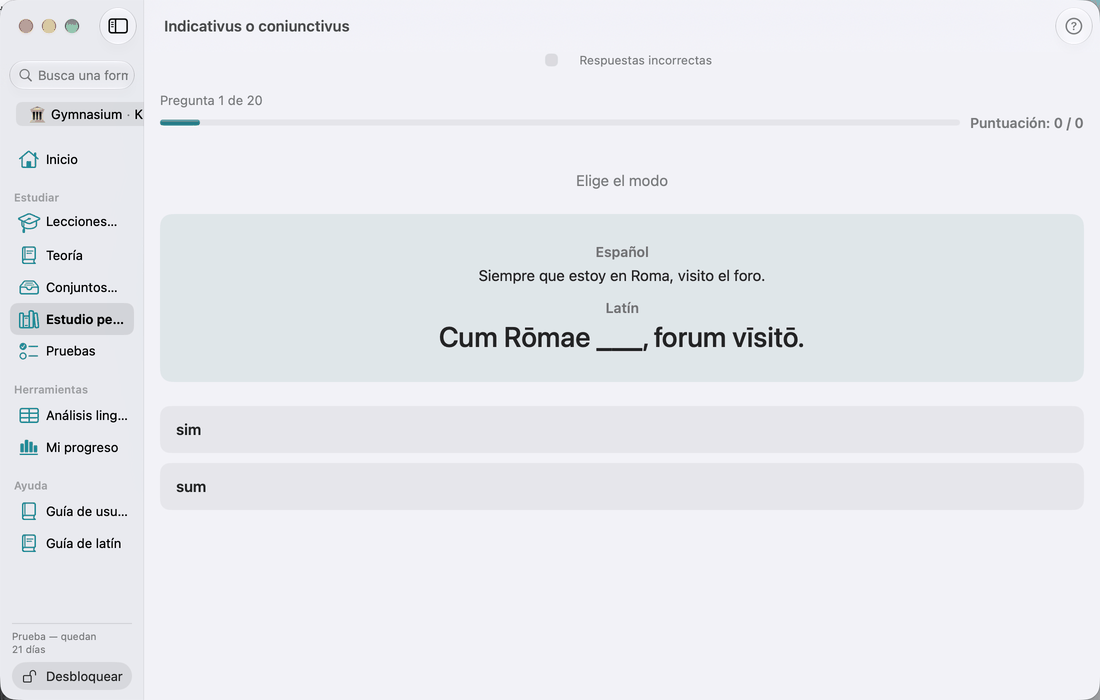 Indicativus o coniunctivus
Busca una form
Respuestas incorrectas
Gymnasium · K
Pregunta 1 de 20
Puntuación: 0 / 0
Inicio
Estudiar
Lecciones...
Teoría
Conjuntos...
Estudio pe...
Pruebas
Herramientas
Análisis ling...
Mi progreso
Ayuda
Guía de usu...
Guía de latín
Prueba — quedan
21 días
Desbloquear
Elige el modo
Español
Siempre que estoy en Roma, visito el foro.
Latín
Cum Rōmae ____, forum vīsitō.
sim
sum